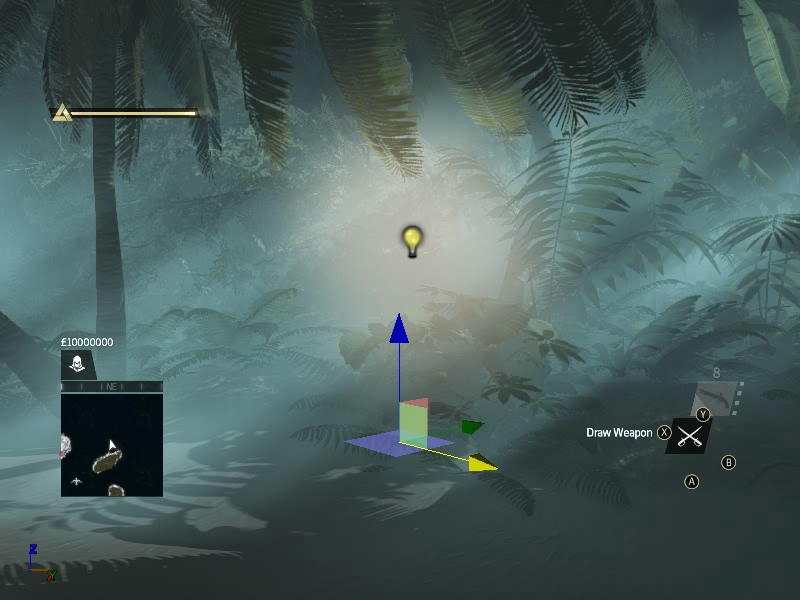 £10000000
NE
8
Y
Draw Weapon X
B
A
Z
Y